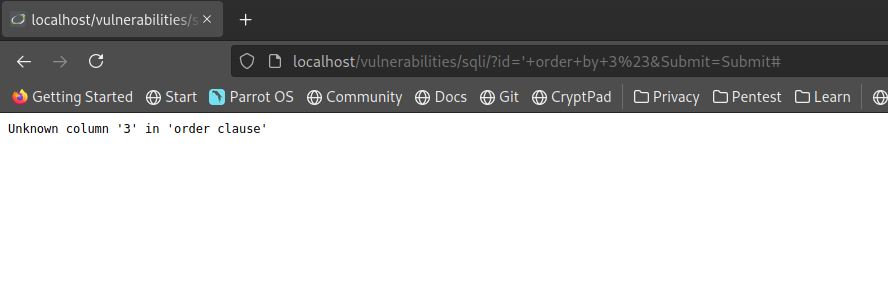 localhost/vulnerabilities/s
localhost/vulnerabilities/sqli/?id='+order+by+3%23&Submit=Submit#
Getting Started Start Parrot OS Community Docs Git CryptPad Privacy Pentest Learn
Unknown column '3' in 'order clause'